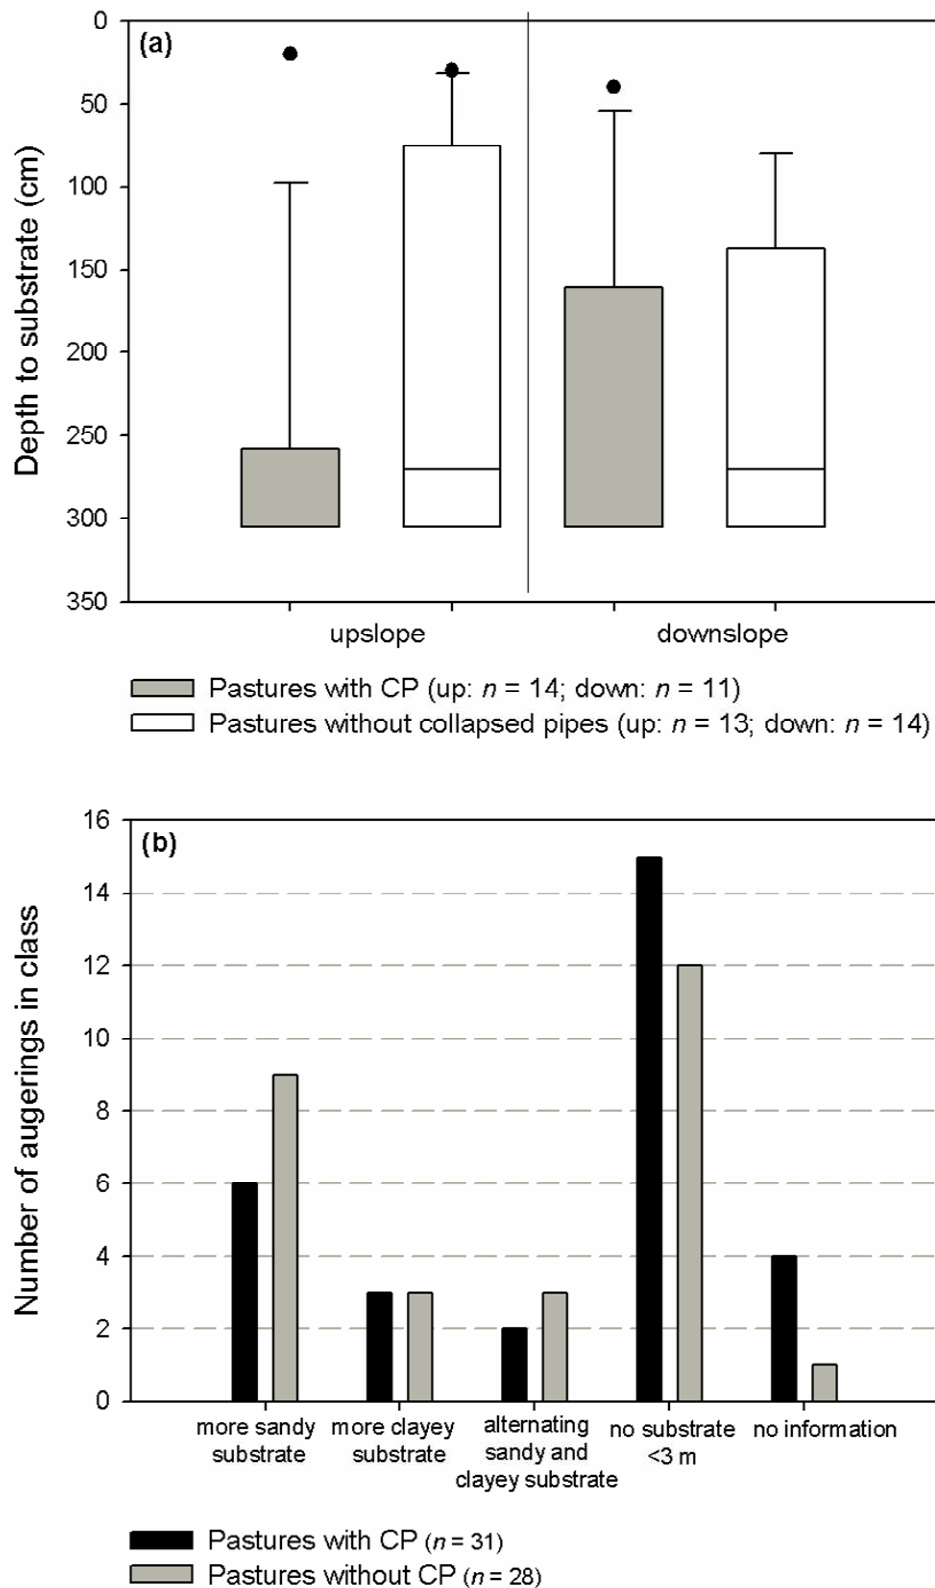 (a)
Depth to substrate (cm)
0
50
100
150
200
250
300
350
upslope
downslope
Pastures with CP (up: n = 14; down: n = 11)
Pastures without collapsed pipes (up: n = 13; down: n = 14)
(b)
Number of augerings in class
16
14
12
10
8
6
4
2
0
more sandy
substrate
more clayey
substrate
alternating
sandy and
clayey substrate
no substrate
<3 m
no information
Pastures with CP (n = 31)
Pastures without CP (n = 28)